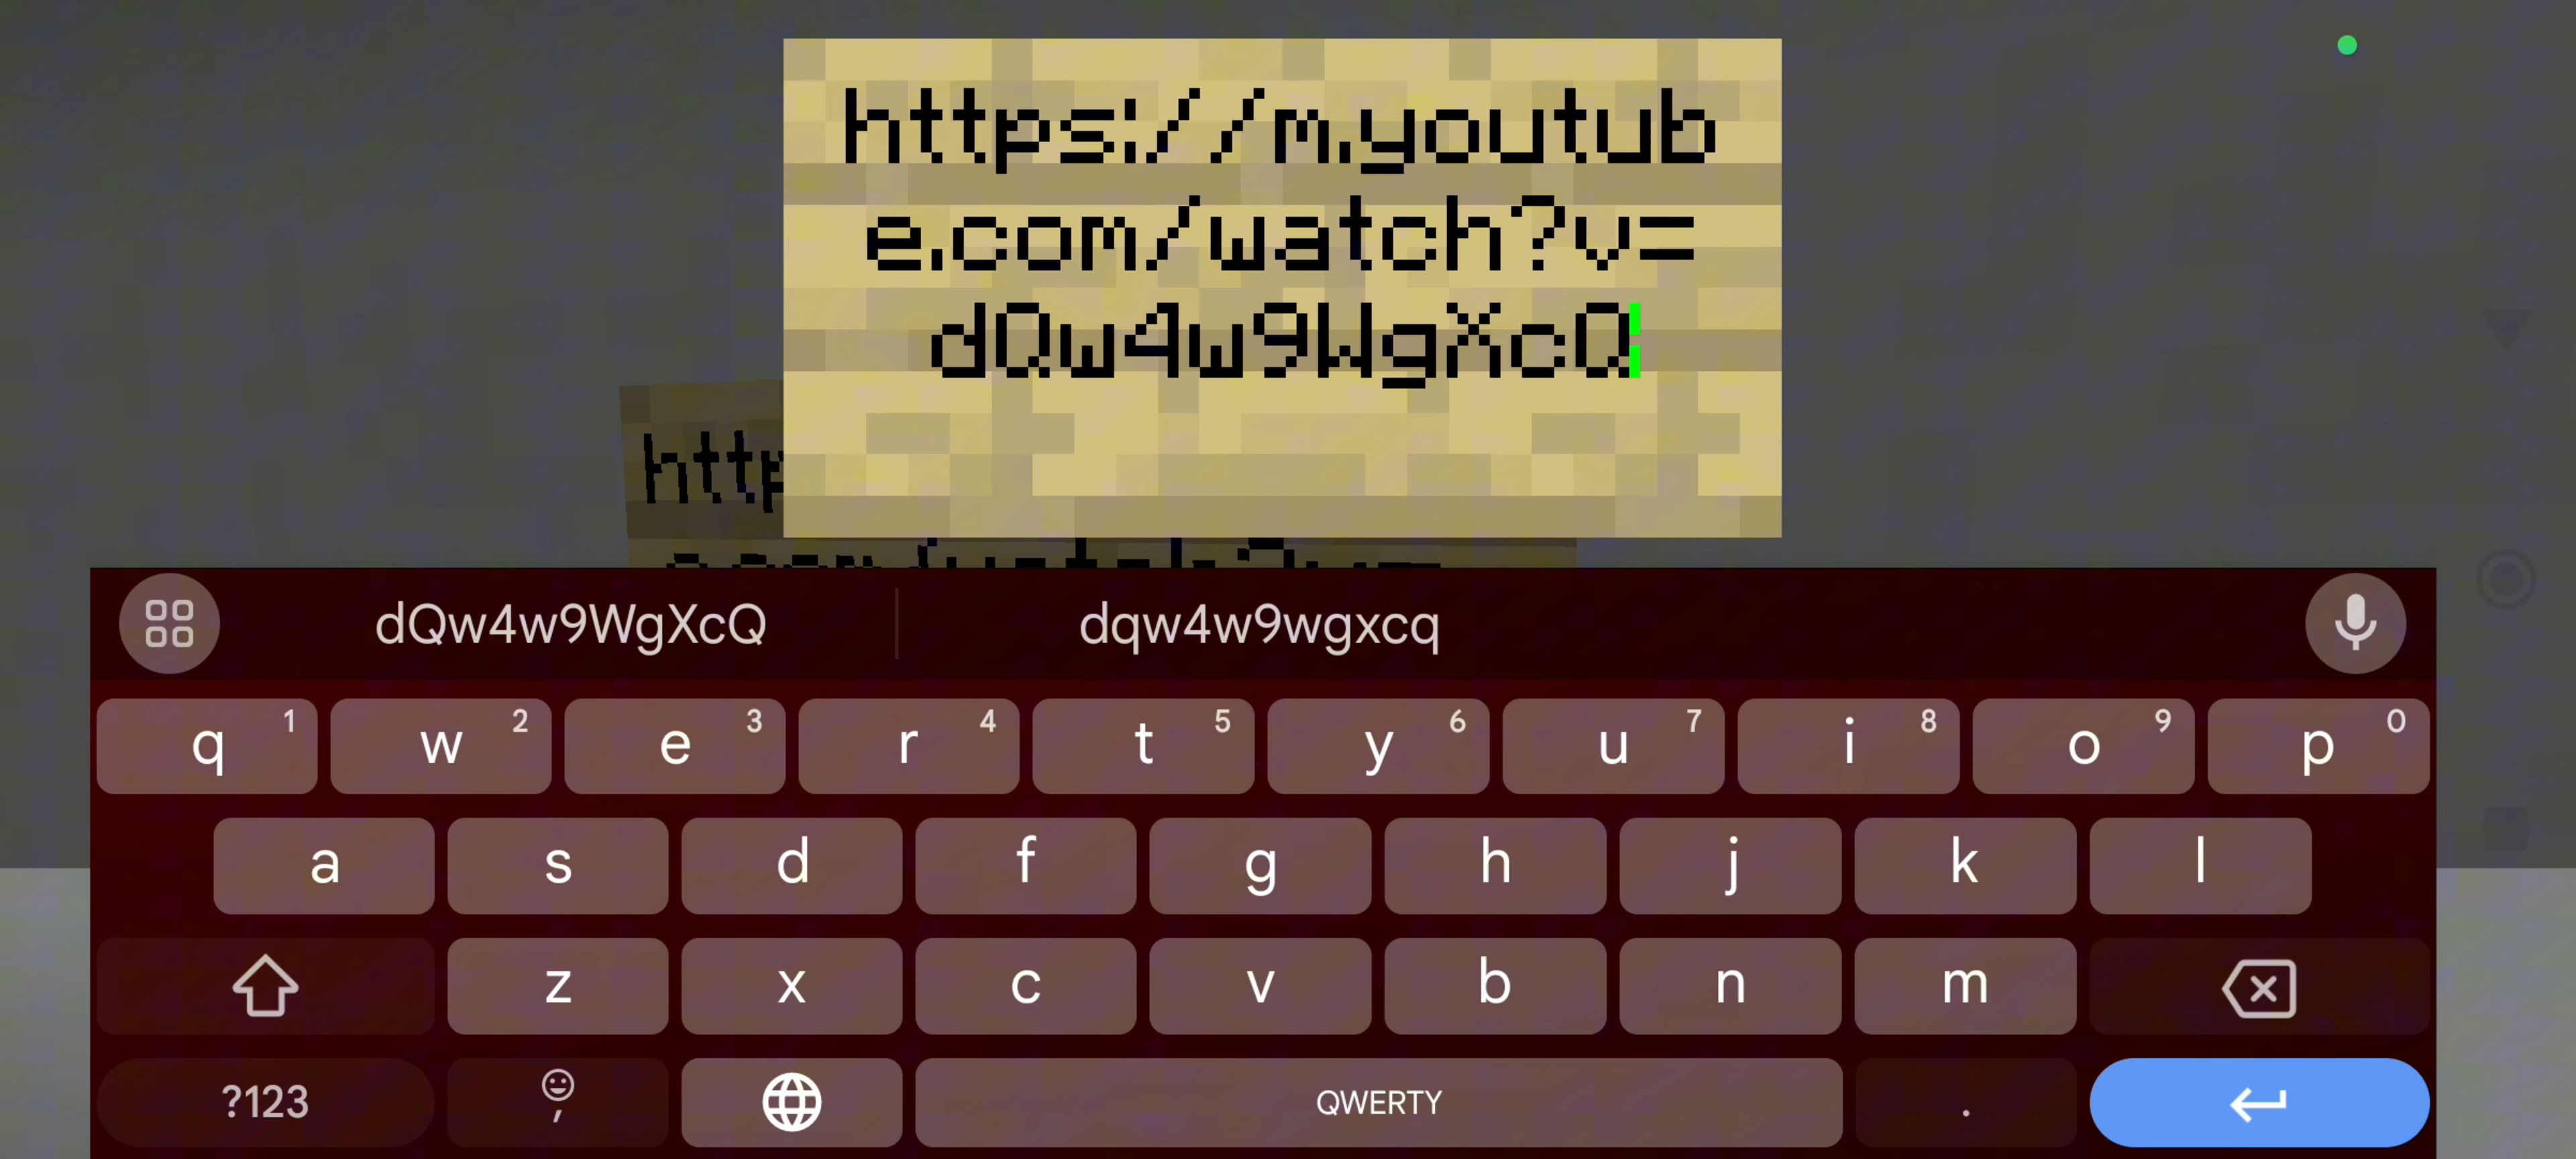 https://m.youtub
e.com/watch?v=
dQw4w9WgXcQ
http
dQw4w9WgXcQ dqw4w9wgxcq
q 1 w 2 e 3 r 4 t 5 y 6 u 7 i 8 o 9 p 0
a s d f g h j k l
z x c v b n m
?123 , QWERTY .